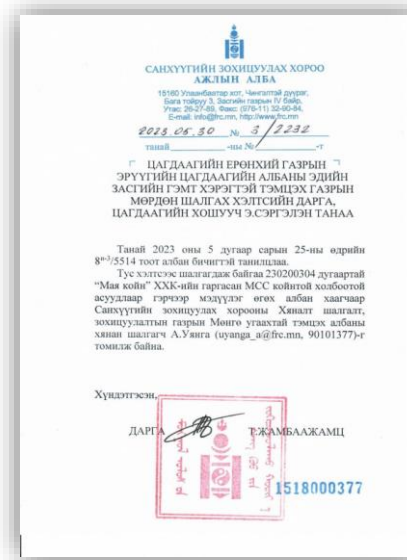 САНХҮҮГИЙН ЗОХИЦУУЛАХ ХОРОО
АЖЛЫН АЛБА
15160 Улаанбаатар хот, Чингэлтэй дүүрэг,
Бага тойруу 3, Засгийн газрын IV байр,
Утас: 26-27-89, Факс: (976-11) 32-90-84,
E-mail: info@frc.mn, http://www.frc.mn
2023.05.30 № 3/2232
танай -ны № -т
ЦАГДААГИЙН ЕРӨНХИЙ ГАЗРЫН
ЭРҮҮГИЙН ЦАГДААГИЙН АЛБАНЫ ЭДИЙН
ЗАСГИЙН ГЭМТ ХЭРЭГТЭЙ ТЭМЦЭХ ГАЗРЫН
МӨРДӨН ШАЛГАХ ХЭЛТСИЙН ДАРГА,
ЦАГДААГИЙН ХОШУУЧ Э.СЭРГЭЛЭН ТАНАА
Танай 2023 оны 5 дугаар сарын 25-ны өдрийн
8н-3/5514 тоот албан бичигтэй танилцлаа.
Тус хэлтсээс шалгагдаж байгаа 230200304 дугаартай
“Мая койн” ХХК-ийн гаргасан МСС койнтой холбоотой
асуудлаар гэрчээр мэдүүлэг өгөх албан хаагчаар
Санхүүгийн зохицуулах хорооны Хяналт шалгалт,
зохицуулалтын газрын Мөнгө угаахтай тэмцэх албаны
хянан шалгагч А.Уянга (uyanga_a@frc.mn, 90101377)-г
томилж байна.
Хүндэтгэсэн,
ДАРГА Т.ЖАМБААЖАМЦ
1518000377